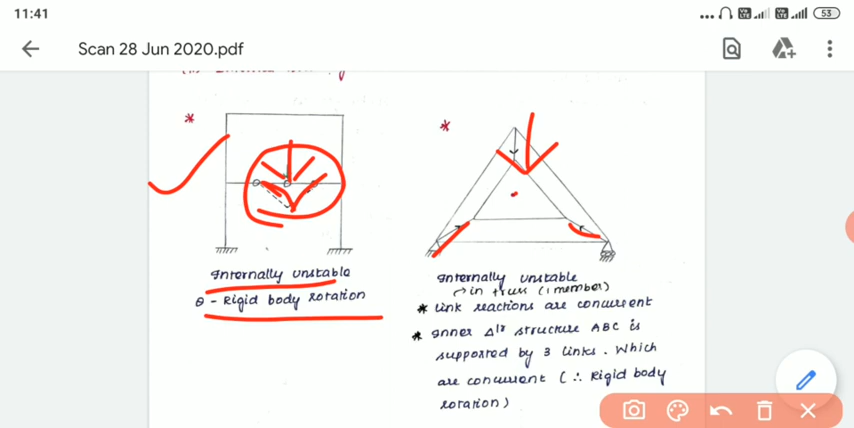 11:41
53
Scan 28 Jun 2020.pdf
*
*
Internally unstable
θ - Rigid body rotation
Internally unstable
in truss (1 member)
* Link reactions are concurrent
* Inner Δlr structure ABC is
supported by 3 links. Which
are concurrent (∴ Rigid body
rotation)